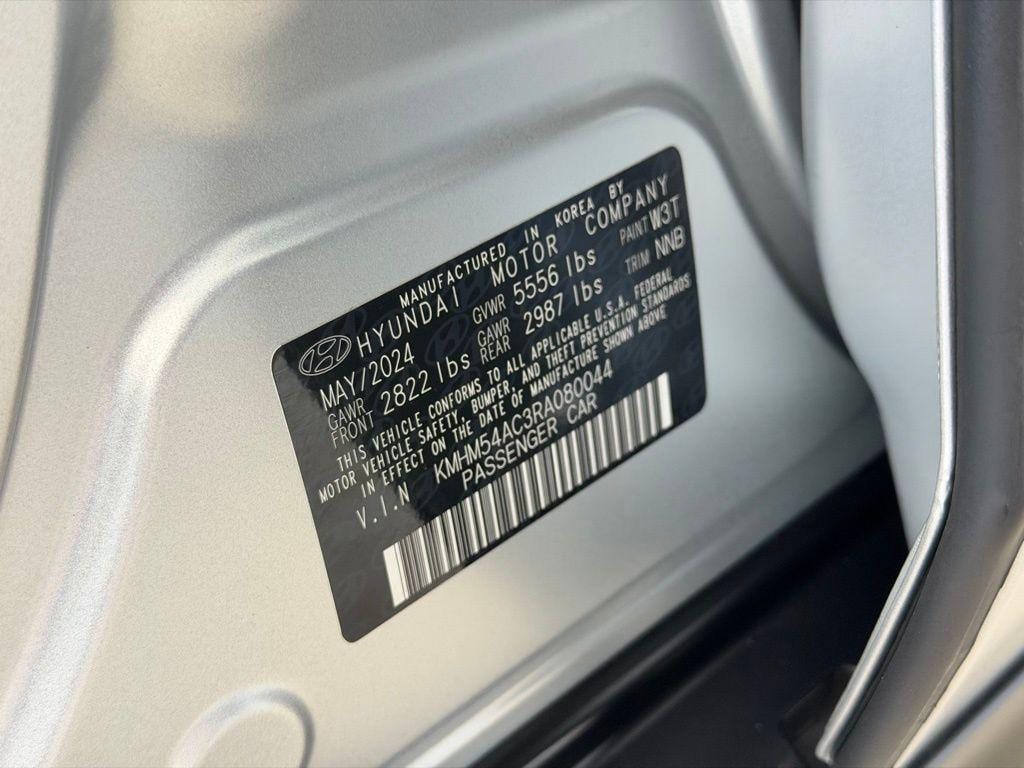 MANUFACTURED IN KOREA BY
HYUNDAI MOTOR COMPANY
MAY/2024 GVWR 5556 lbs PAINT W3T
GAWR FRONT 2822 lbs GAWR REAR 2987 lbs TRIM NNB
THIS VEHICLE CONFORMS TO ALL APPLICABLE U.S.A. FEDERAL
MOTOR VEHICLE SAFETY, BUMPER, AND THEFT PREVENTION STANDARDS
IN EFFECT ON THE DATE OF MANUFACTURE SHOWN ABOVE
V.I.N KMHM54AC3RA080044
PASSENGER CAR